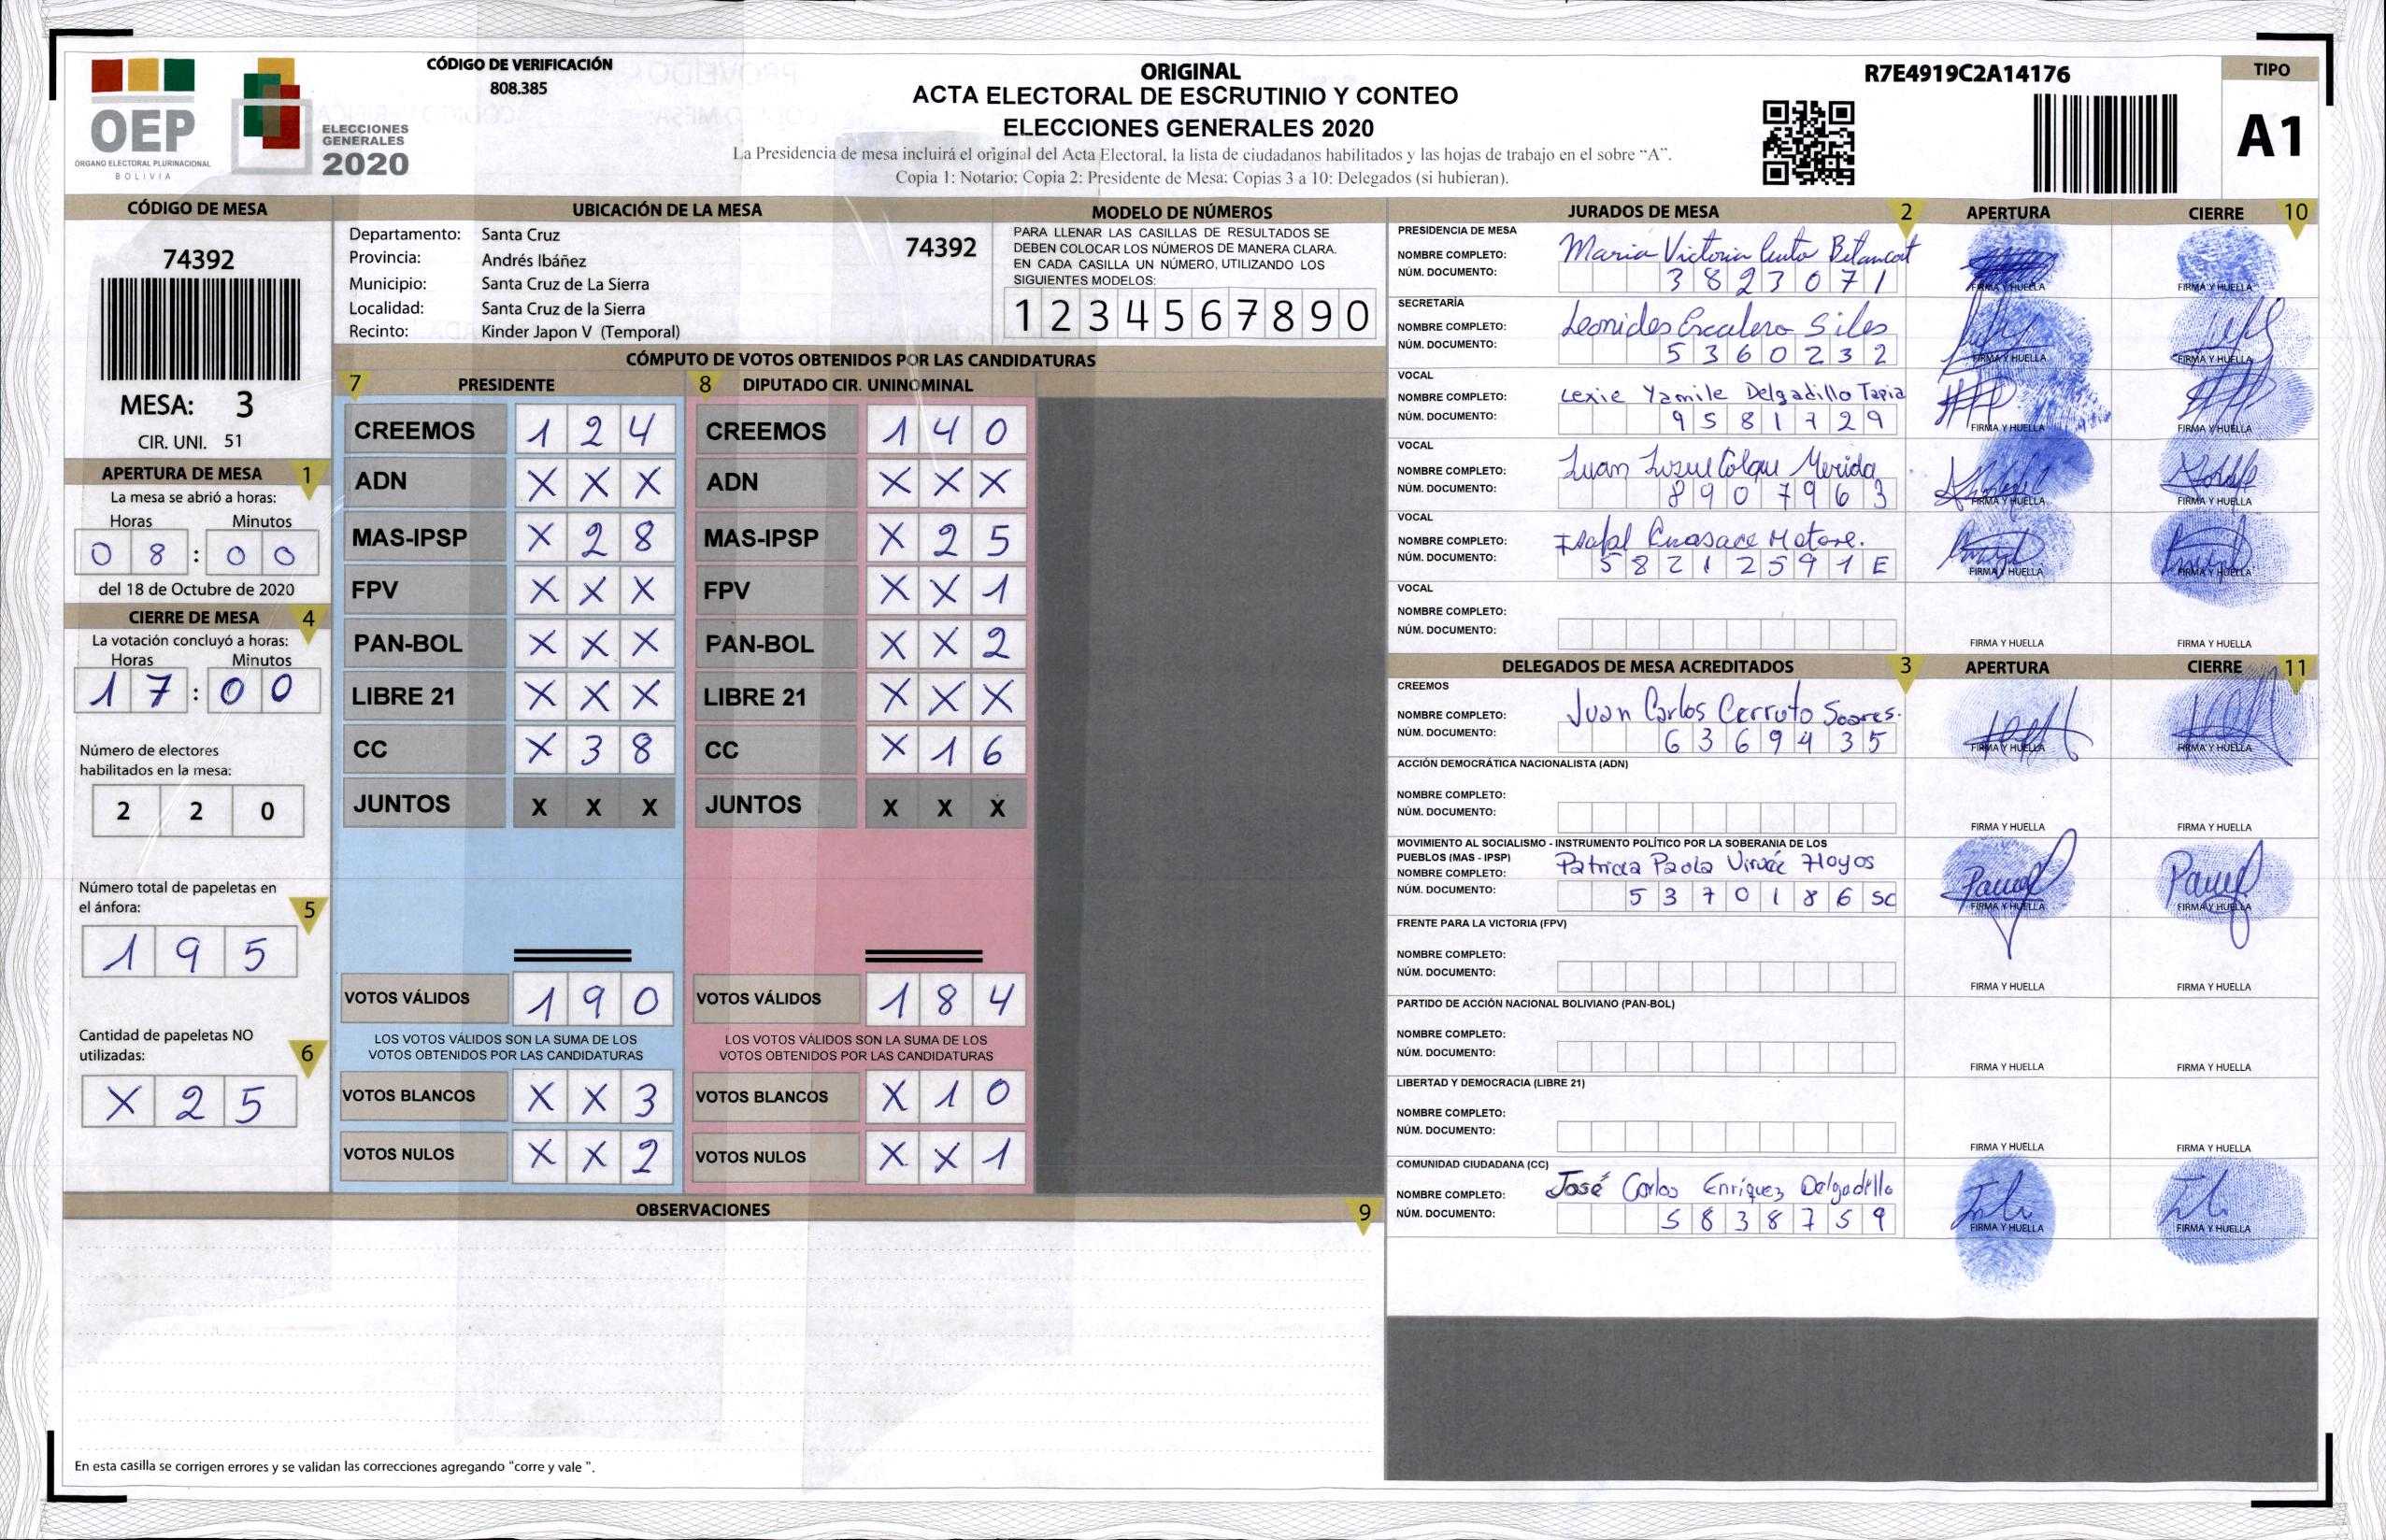 CÓDIGO DE VERIFICACIÓN
808.385
OEP
ÓRGANO ELECTORAL PLURINACIONAL
BOLIVIA
ELECCIONES
GENERALES
2020
ORIGINAL
ACTA ELECTORAL DE ESCRUTINIO Y CONTEO
ELECCIONES GENERALES 2020
La Presidencia de mesa incluirá el original del Acta Electoral, la lista de ciudadanos habilitados y las hojas de trabajo en el sobre “A”.
Copia 1: Notario; Copia 2: Presidente de Mesa; Copias 3 a 10: Delegados (si hubieran).
R7E4919C2A14176
TIPO
A1
CÓDIGO DE MESA
74392
MESA: 3
CIR. UNI. 51
APERTURA DE MESA 1
La mesa se abrió a horas:
Horas Minutos
0 8 : 0 0
del 18 de Octubre de 2020
CIERRE DE MESA 4
La votación concluyó a horas:
Horas Minutos
1 7 : 0 0
Número de electores
habilitados en la mesa:
2 2 0
Número total de papeletas en
el ánfora: 5
1 9 5
Cantidad de papeletas NO
utilizadas: 6
X 2 5
UBICACIÓN DE LA MESA
Departamento: Santa Cruz
74392
Provincia: Andrés Ibáñez
Municipio: Santa Cruz de La Sierra
Localidad: Santa Cruz de la Sierra
Recinto: Kinder Japon V (Temporal)
MODELO DE NÚMEROS
PARA LLENAR LAS CASILLAS DE RESULTADOS SE
DEBEN COLOCAR LOS NÚMEROS DE MANERA CLARA.
EN CADA CASILLA UN NÚMERO, UTILIZANDO LOS
SIGUIENTES MODELOS:
1 2 3 4 5 6 7 8 9 0
CÓMPUTO DE VOTOS OBTENIDOS POR LAS CANDIDATURAS
7 PRESIDENTE
CREEMOS 1 2 4
ADN X X X
MAS-IPSP X 2 8
FPV X X X
PAN-BOL X X X
LIBRE 21 X X X
CC X 3 8
JUNTOS X X X
VOTOS VÁLIDOS 1 9 0
LOS VOTOS VÁLIDOS SON LA SUMA DE LOS
VOTOS OBTENIDOS POR LAS CANDIDATURAS
VOTOS BLANCOS X X 3
VOTOS NULOS X X 2
8 DIPUTADO CIR. UNINOMINAL
CREEMOS 1 4 0
ADN X X X
MAS-IPSP X 2 5
FPV X X 1
PAN-BOL X X 2
LIBRE 21 X X X
CC X 1 6
JUNTOS X X X
VOTOS VÁLIDOS 1 8 4
LOS VOTOS VÁLIDOS SON LA SUMA DE LOS
VOTOS OBTENIDOS POR LAS CANDIDATURAS
VOTOS BLANCOS X 1 0
VOTOS NULOS X X 1
OBSERVACIONES 9
En esta casilla se corrigen errores y se validan las correcciones agregando "corre y vale ".
JURADOS DE MESA 2 APERTURA CIERRE 10
PRESIDENCIA DE MESA
NOMBRE COMPLETO: Maria Victoria
NÚM. DOCUMENTO: 3 8 2 3 0 7 1
FIRMA Y HUELLA FIRMA Y HUELLA
SECRETARÍA
NOMBRE COMPLETO: Leonides Escalera Siles
NÚM. DOCUMENTO: 5 3 6 0 2 3 2
FIRMA Y HUELLA FIRMA Y HUELLA
VOCAL
NOMBRE COMPLETO: Lexie Yamile Delgadillo Tapia
NÚM. DOCUMENTO: 9 5 8 1 7 2 9
FIRMA Y HUELLA FIRMA Y HUELLA
VOCAL
NOMBRE COMPLETO: Juan Colque Merida
NÚM. DOCUMENTO: 8 9 0 7 9 6 3
FIRMA Y HUELLA FIRMA Y HUELLA
VOCAL
NOMBRE COMPLETO:
NÚM. DOCUMENTO: 5 8 2 1 2 5 9 1 E
FIRMA Y HUELLA FIRMA Y HUELLA
VOCAL
NOMBRE COMPLETO:
NÚM. DOCUMENTO:
FIRMA Y HUELLA FIRMA Y HUELLA
DELEGADOS DE MESA ACREDITADOS 3 APERTURA CIERRE 11
CREEMOS
NOMBRE COMPLETO: Juan Carlos Cerruto Soares.
NÚM. DOCUMENTO: 6 3 6 9 4 3 5
FIRMA Y HUELLA FIRMA Y HUELLA
ACCIÓN DEMOCRÁTICA NACIONALISTA (ADN)
NOMBRE COMPLETO:
NÚM. DOCUMENTO:
FIRMA Y HUELLA FIRMA Y HUELLA
MOVIMIENTO AL SOCIALISMO - INSTRUMENTO POLÍTICO POR LA SOBERANIA DE LOS
PUEBLOS (MAS - IPSP)
NOMBRE COMPLETO: Patricia Paola Hoyos
NÚM. DOCUMENTO: 5 3 7 0 1 8 6 SC
FIRMA Y HUELLA FIRMA Y HUELLA
FRENTE PARA LA VICTORIA (FPV)
NOMBRE COMPLETO:
NÚM. DOCUMENTO:
FIRMA Y HUELLA FIRMA Y HUELLA
PARTIDO DE ACCIÓN NACIONAL BOLIVIANO (PAN-BOL)
NOMBRE COMPLETO:
NÚM. DOCUMENTO:
FIRMA Y HUELLA FIRMA Y HUELLA
LIBERTAD Y DEMOCRACIA (LIBRE 21)
NOMBRE COMPLETO:
NÚM. DOCUMENTO:
FIRMA Y HUELLA FIRMA Y HUELLA
COMUNIDAD CIUDADANA (CC)
NOMBRE COMPLETO: José Carlos Enríquez Delgadillo
NÚM. DOCUMENTO: 5 8 3 8 7 5 9
FIRMA Y HUELLA FIRMA Y HUELLA